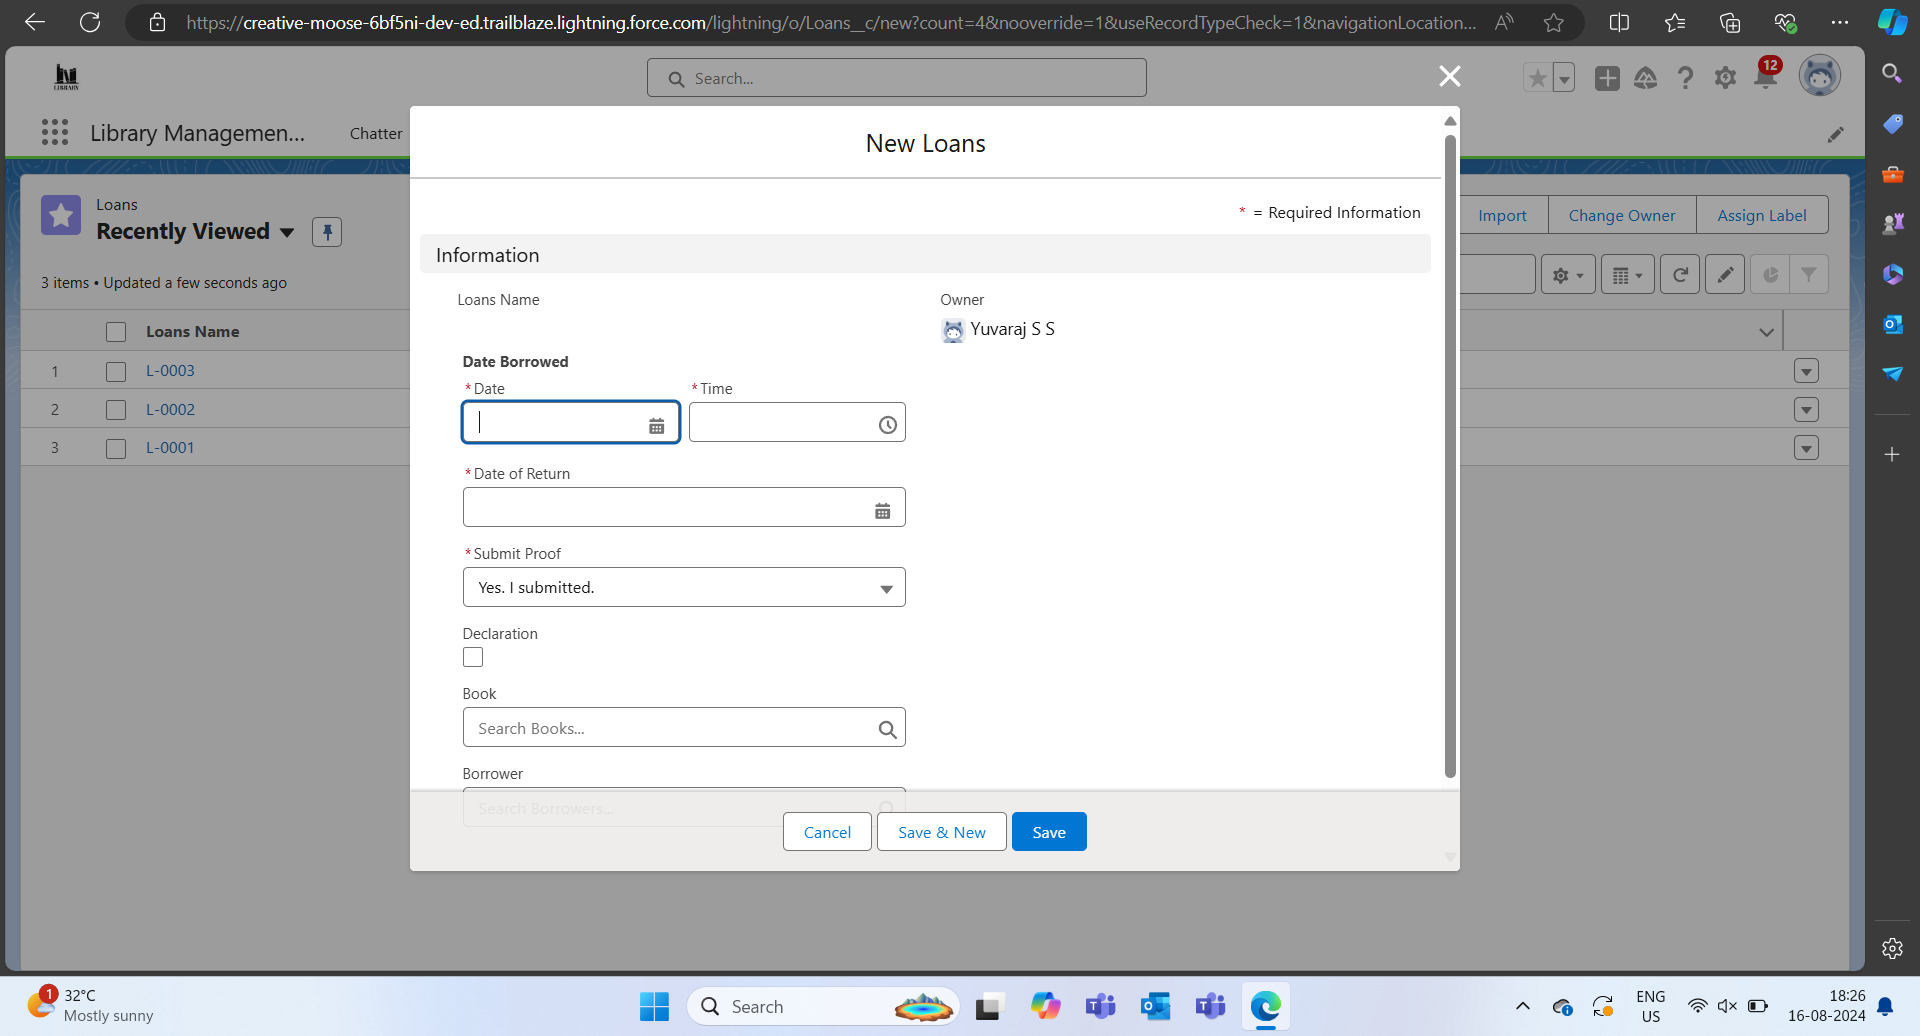 https://creative-moose-6bf5ni-dev-ed.trailblaze.lightning.force.com/lightning/o/Loans__c/new?count=4&nooverride=1&useRecordTypeCheck=1&navigationLocation...
LIBRARY
Search...
12
Library Managemen...
Chatter
New Loans
Loans
Recently Viewed
* = Required Information
Import
Change Owner
Assign Label
Information
3 items • Updated a few seconds ago
Loans Name
Owner
Yuvaraj S S
Loans Name
Date Borrowed
1 L-0003
*Date
*Time
2 L-0002
3 L-0001
*Date of Return
*Submit Proof
Yes. I submitted.
Declaration
Book
Search Books...
Borrower
Search Borrowers...
Cancel
Save & New
Save
1
32°C
Mostly sunny
Search
ENG
US
18:26
16-08-2024